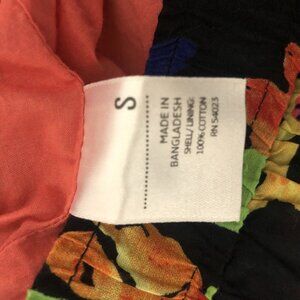 S
MADE IN
BANGLADESH
SHELL/ LINING:
100% COTTON
RN 54023